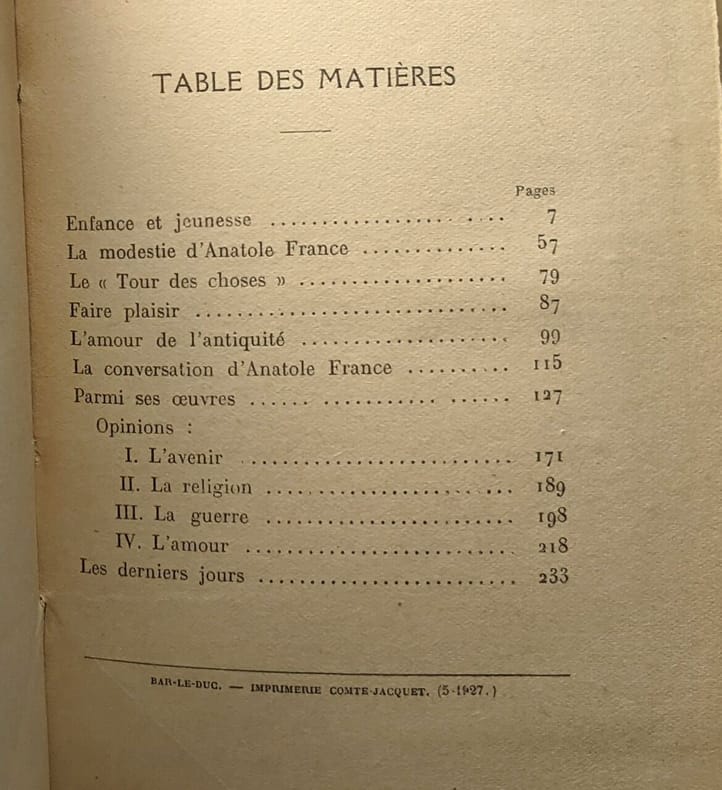 TABLE DES MATIÈRES
Pages
Enfance et jeunesse .................... 7
La modestie d'Anatole France ............ 57
Le « Tour des choses » .................. 79
Faire plaisir ............................ 87
L'amour de l'antiquité .................. 99
La conversation d'Anatole France ........ 115
Parmi ses œuvres ...... ........... ...... 127
Opinions :
I. L'avenir .......................... 171
II. La religion ........................ 189
III. La guerre ........................ 198
IV. L'amour .......................... 218
Les derniers jours ........................ 233
BAR-LE-DUC. — IMPRIMERIE COMTE-JACQUET. (5-1927.)